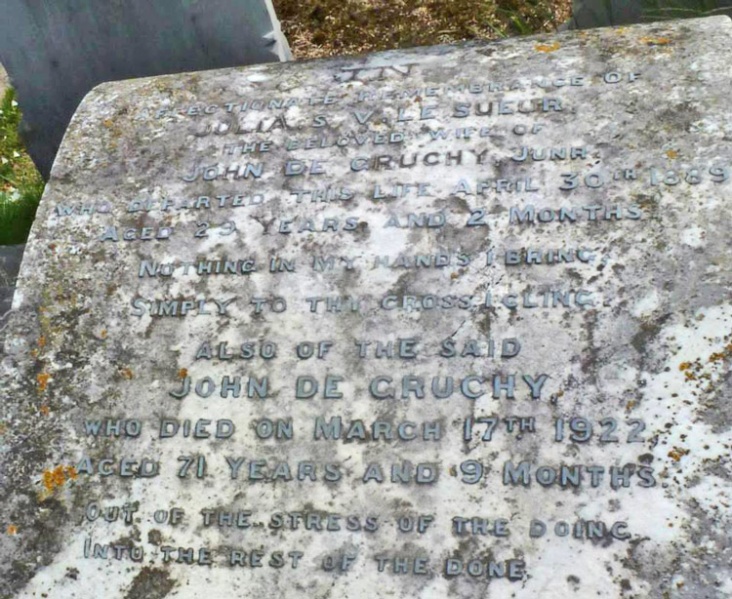 IN
AFFECTIONATE REMEMBRANCE OF
JULIA S. V. LE SUEUR,
THE BELOVED WIFE OF
JOHN DE GRUCHY, JUNR.
WHO DEPARTED THIS LIFE APRIL 30TH 1889
AGED 29 YEARS AND 2 MONTHS.
NOTHING IN MY HANDS I BRING,
SIMPLY TO THY CROSS I CLING.
ALSO OF THE SAID
JOHN DE GRUCHY,
WHO DIED ON MARCH 17TH 1922
AGED 71 YEARS AND 9 MONTHS.
OUT OF THE STRESS OF THE DOING
INTO THE REST OF THE DONE